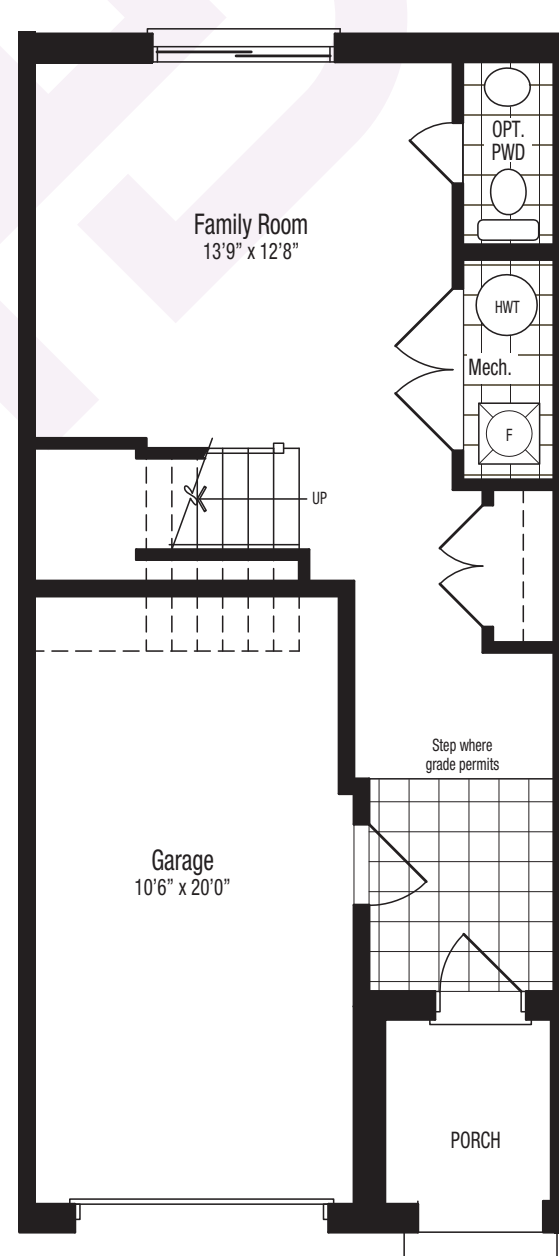 OPT.
PWD
Family Room
13'9” x 12'8”
HWT
Mech.
F
UP
Step where
grade permits
Garage
10'6” x 20'0”
PORCH